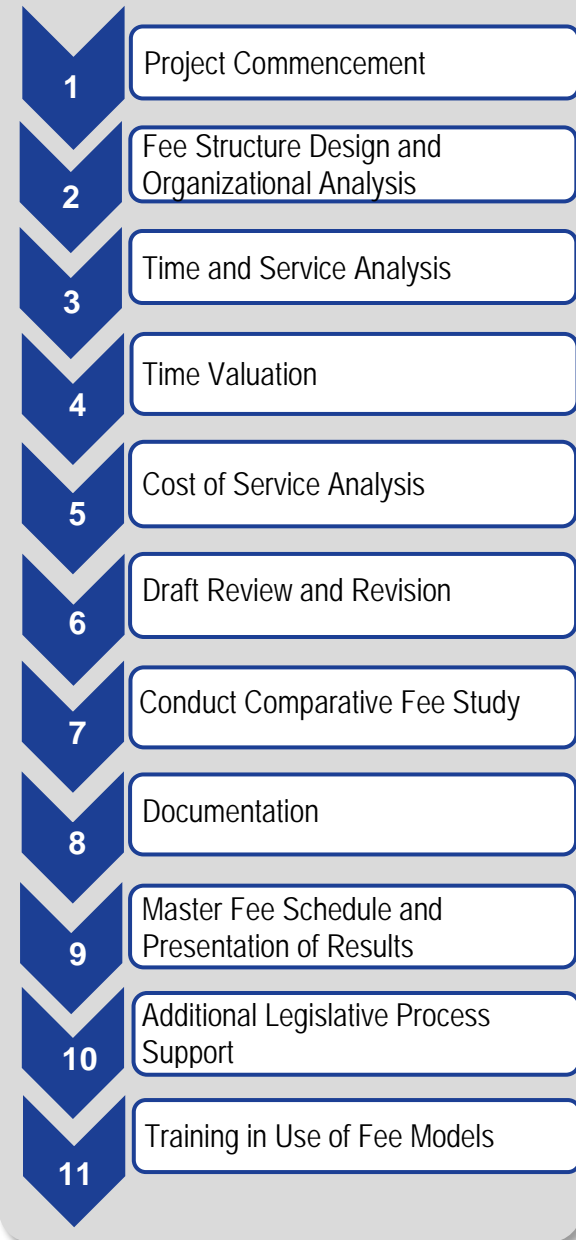 1
Project Commencement
2
Fee Structure Design and
Organizational Analysis
3
Time and Service Analysis
4
Time Valuation
5
Cost of Service Analysis
6
Draft Review and Revision
7
Conduct Comparative Fee Study
8
Documentation
9
Master Fee Schedule and
Presentation of Results
10
Additional Legislative Process
Support
11
Training in Use of Fee Models